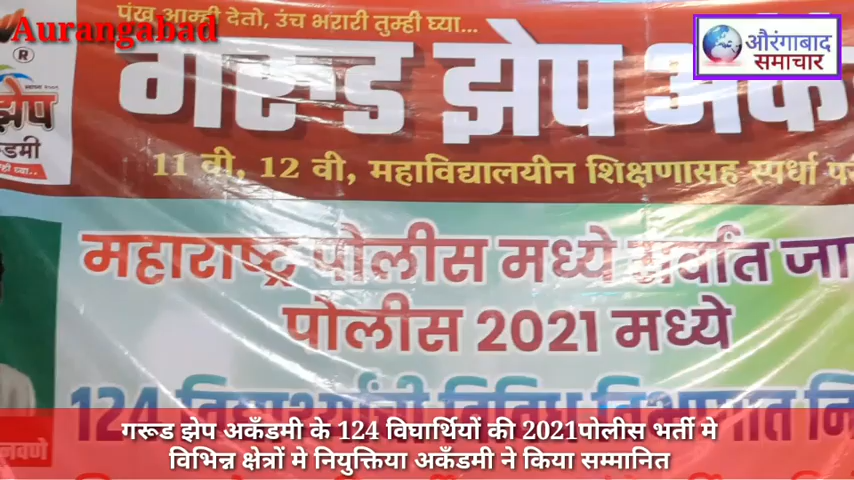 पंख आम्ही देतो, उंच भरारी तुम्ही घ्या...
Aurangabad
औरंगाबाद
समाचार
गरुड झेप
झेप
11 वी, 12 वी, महाविद्यालयीन शिक्षणासह स्पर्धा
महाराष्ट्र पोलीस मध्ये सर्वात
पोलीस 2021 मध्ये
124 विद्यार्थ्यांची विविध विभागात
गरूड झेप अकॅडमी के 124 विघार्थियों की 2021पोलीस भर्ती मे
विभिन्न क्षेत्रों मे नियुक्तिया अकॅडमी ने किया सम्मानित